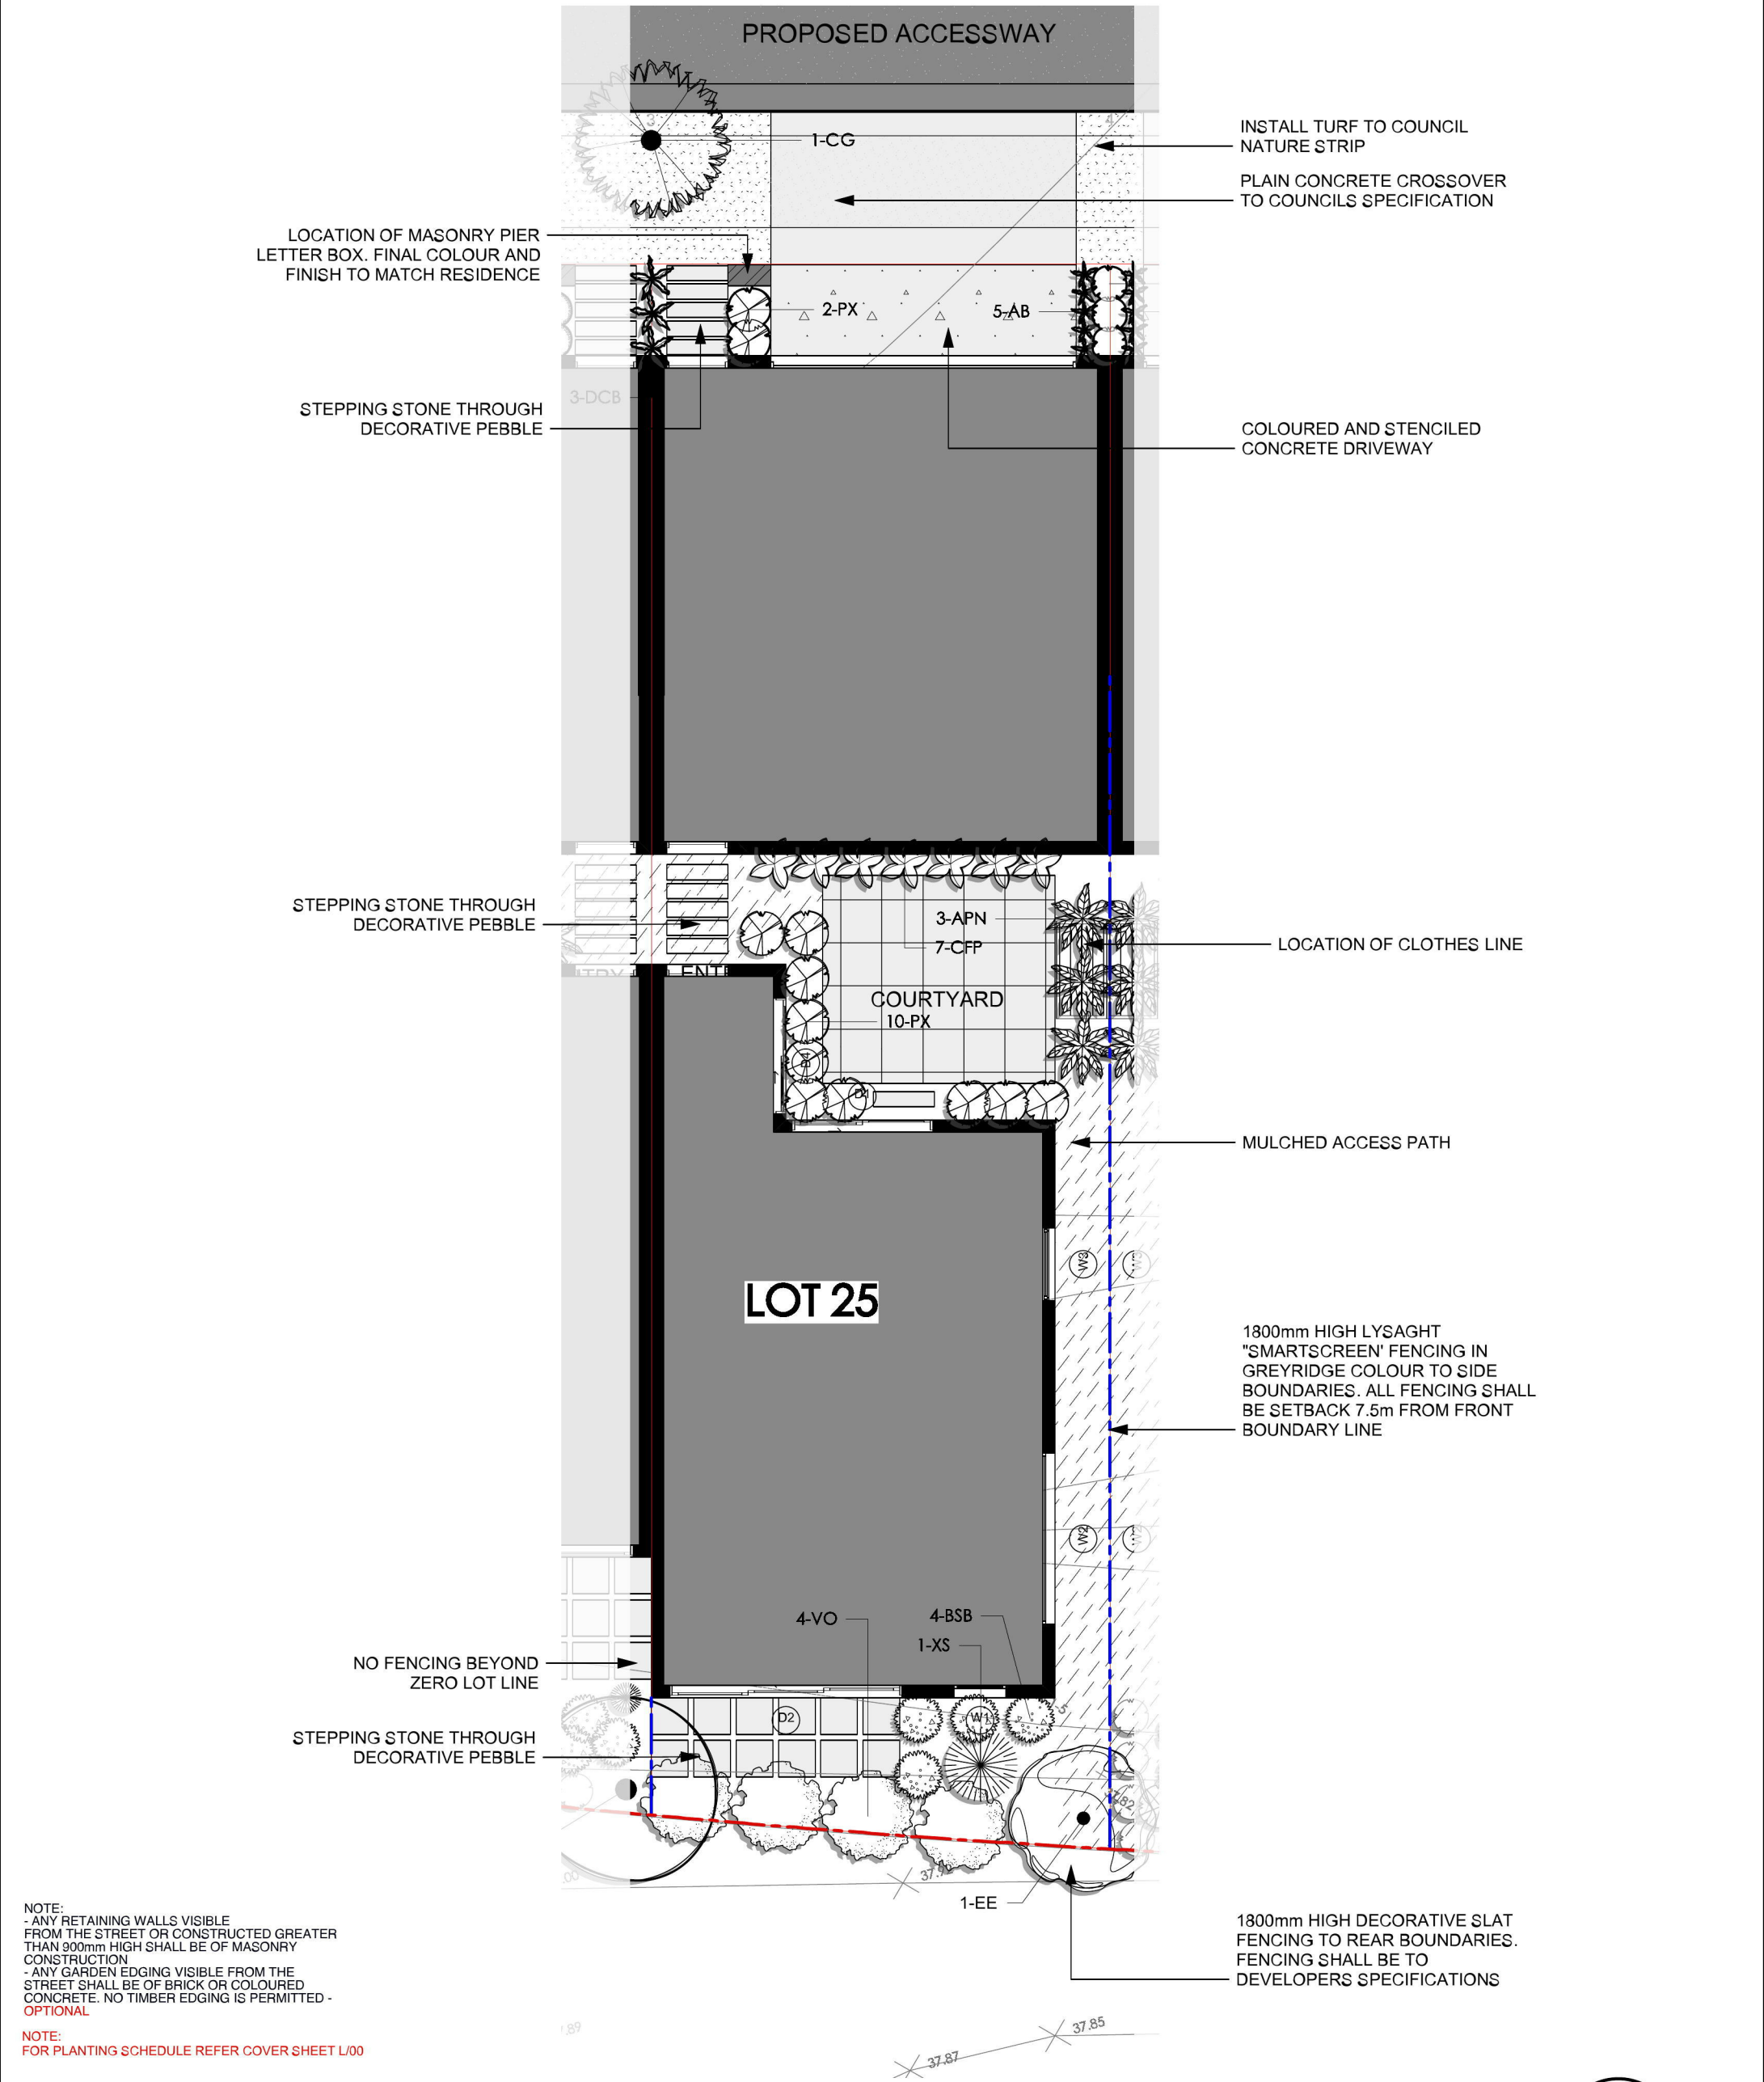 PROPOSED ACCESSWAY
3
4
1-CG
INSTALL TURF TO COUNCIL
NATURE STRIP
PLAIN CONCRETE CROSSOVER
TO COUNCILS SPECIFICATION
LOCATION OF MASONRY PIER
LETTER BOX. FINAL COLOUR AND
FINISH TO MATCH RESIDENCE
2-PX
5-AB
3-DCB
STEPPING STONE THROUGH
DECORATIVE PEBBLE
COLOURED AND STENCILED
CONCRETE DRIVEWAY
STEPPING STONE THROUGH
DECORATIVE PEBBLE
3-APN
7-CFP
LOCATION OF CLOTHES LINE
COURTYARD
10-PX
D4
MULCHED ACCESS PATH
W3
W3
LOT 25
1800mm HIGH LYSAGHT
"SMARTSCREEN' FENCING IN
GREYRIDGE COLOUR TO SIDE
BOUNDARIES. ALL FENCING SHALL
BE SETBACK 7.5m FROM FRONT
BOUNDARY LINE
W2
W2
4-VO
4-BSB
1-XS
NO FENCING BEYOND
ZERO LOT LINE
D2
W1
STEPPING STONE THROUGH
DECORATIVE PEBBLE
1-EE
1800mm HIGH DECORATIVE SLAT
FENCING TO REAR BOUNDARIES.
FENCING SHALL BE TO
DEVELOPERS SPECIFICATIONS
NOTE:
- ANY RETAINING WALLS VISIBLE
FROM THE STREET OR CONSTRUCTED GREATER
THAN 900mm HIGH SHALL BE OF MASONRY
CONSTRUCTION
- ANY GARDEN EDGING VISIBLE FROM THE
STREET SHALL BE OF BRICK OR COLOURED
CONCRETE. NO TIMBER EDGING IS PERMITTED -
OPTIONAL
NOTE:
FOR PLANTING SCHEDULE REFER COVER SHEET L/00
37.85
37.87